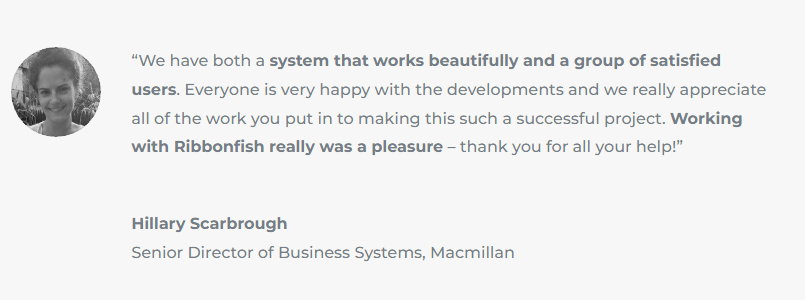 “We have both a system that works beautifully and a group of satisfied
users. Everyone is very happy with the developments and we really appreciate
all of the work you put in to making this such a successful project. Working
with Ribbonfish really was a pleasure – thank you for all your help!”
Hillary Scarbrough
Senior Director of Business Systems, Macmillan